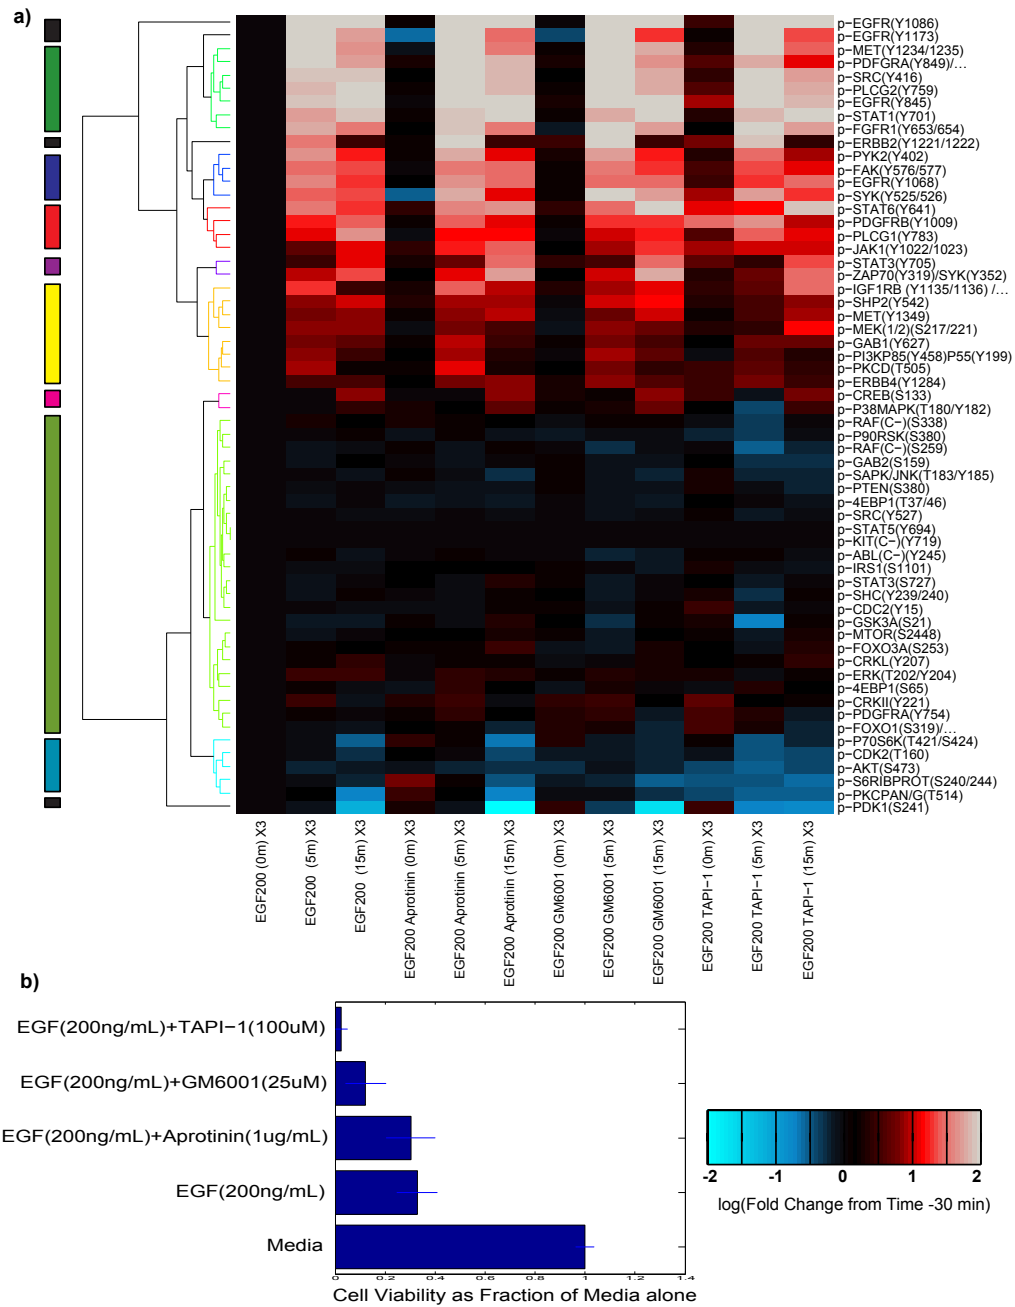 a)
p−EGFR(Y1086)
p−EGFR(Y1173)
p−MET(Y1234/1235)
p−PDFGRA(Y849)/...
p−SRC(Y416)
p−PLCG2(Y759)
p−EGFR(Y845)
p−STAT1(Y701)
p−FGFR1(Y653/654)
p−ERBB2(Y1221/1222)
p−PYK2(Y402)
p−FAK(Y576/577)
p−EGFR(Y1068)
p−SYK(Y525/526)
p−STAT6(Y641)
p−PDGFRB(Y1009)
p−PLCG1(Y783)
p−JAK1(Y1022/1023)
p−STAT3(Y705)
p−ZAP70(Y319)/SYK(Y352)
p−IGF1RB (Y1135/1136) /...
p−SHP2(Y542)
p−MET(Y1349)
p−MEK(1/2)(S217/221)
p−GAB1(Y627)
p−PI3KP85(Y458)P55(Y199)
p−PKCD(T505)
p−ERBB4(Y1284)
p−CREB(S133)
p−P38MAPK(T180/Y182)
p−RAF(C−)(S338)
p−P90RSK(S380)
p−RAF(C−)(S259)
p−GAB2(S159)
p−SAPK/JNK(T183/Y185)
p−PTEN(S380)
p−4EBP1(T37/46)
p−SRC(Y527)
p−STAT5(Y694)
p−KIT(C−)(Y719)
p−ABL(C−)(Y245)
p−IRS1(S1101)
p−STAT3(S727)
p−SHC(Y239/240)
p−CDC2(Y15)
p−GSK3A(S21)
p−MTOR(S2448)
p−FOXO3A(S253)
p−CRKL(Y207)
p−ERK(T202/Y204)
p−4EBP1(S65)
p−CRKII(Y221)
p−PDGFRA(Y754)
p−FOXO1(S319)/...
p−P70S6K(T421/S424)
p−CDK2(T160)
p−AKT(S473)
p−S6RIBPROT(S240/244)
p−PKCPAN/G(T514)
p−PDK1(S241)
EGF200 (0m) X3
EGF200  (5m) X3
EGF200  (15m) X3
EGF200 Aprotinin (0m) X3
EGF200 Aprotinin (5m) X3
EGF200 Aprotinin (15m) X3
EGF200 GM6001 (0m) X3
EGF200 GM6001 (5m) X3
EGF200 GM6001 (15m) X3
EGF200 TAPI−1 (0m) X3
EGF200 TAPI−1 (5m) X3
EGF200 TAPI−1 (15m) X3
b)
EGF(200ng/mL)+TAPI−1(100uM)
EGF(200ng/mL)+GM6001(25uM)
EGF(200ng/mL)+Aprotinin(1ug/mL)
EGF(200ng/mL)
Media
0 0.2 0.4 0.6 0.8 1 1.2 1.4
Cell Viability as Fraction of Media alone
-2 -1 0 1 2
log(Fold Change from Time -30 min)